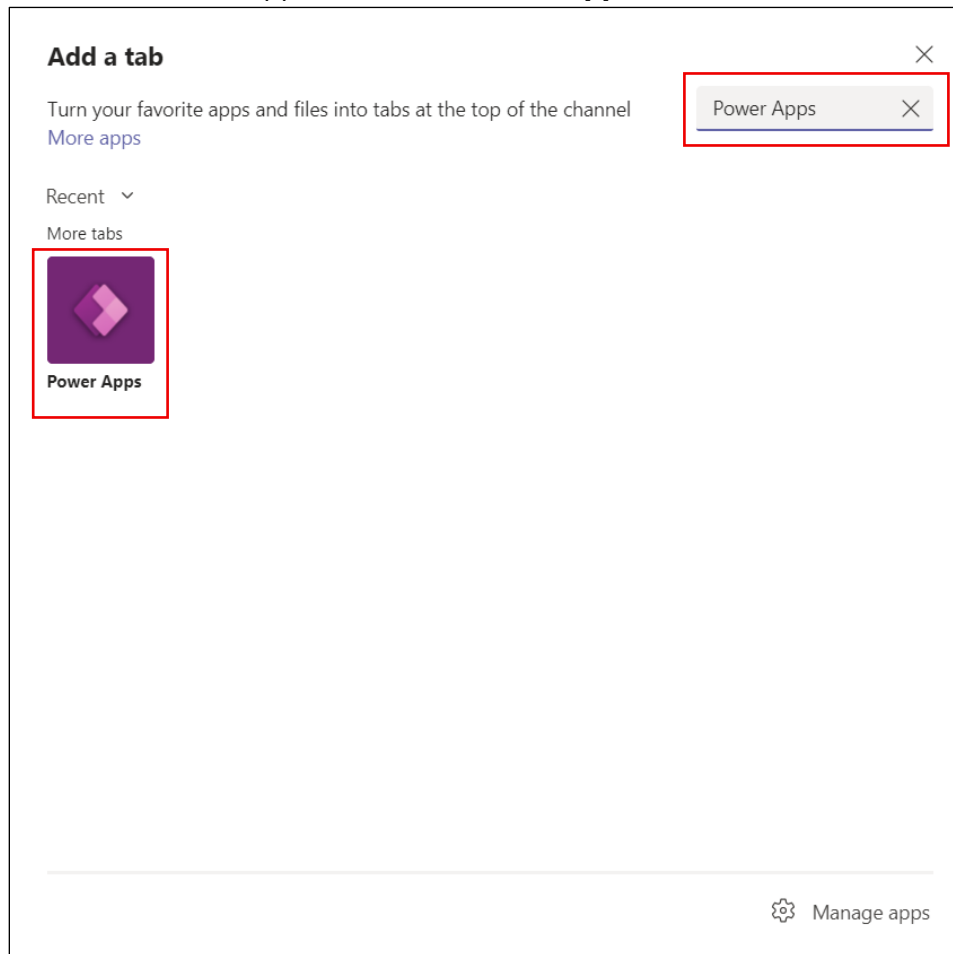 Add a tab
Turn your favorite apps and files into tabs at the top of the channel
More apps
Power Apps
Recent
More tabs
Power Apps
Manage apps